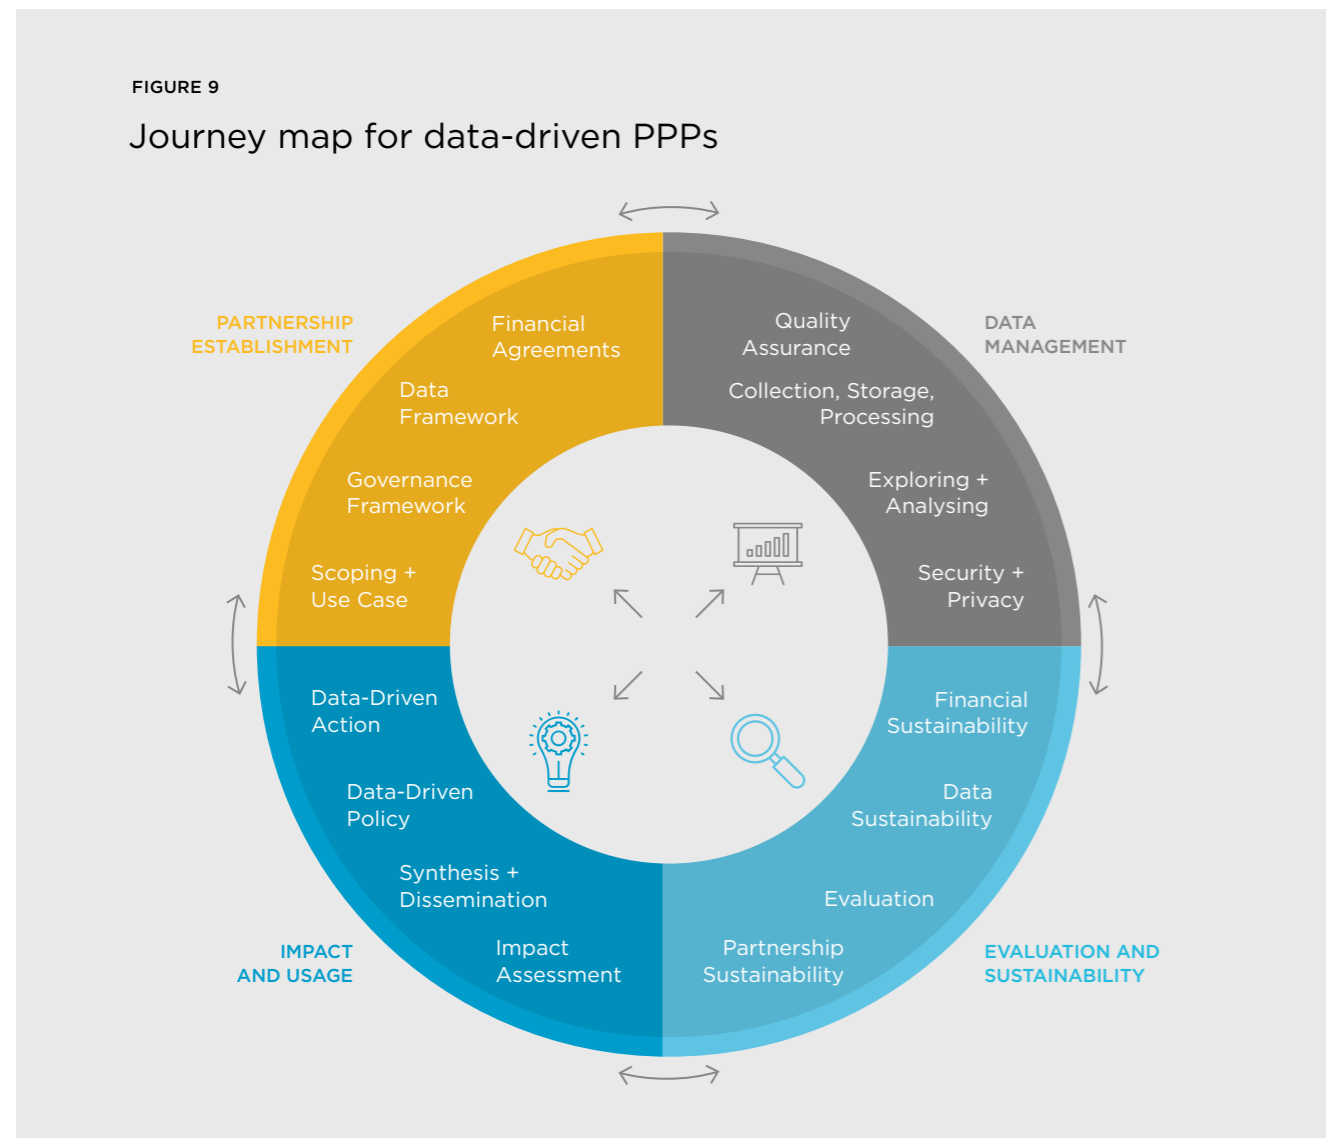 FIGURE 9
Journey map for data-driven PPPs
PARTNERSHIP
ESTABLISHMENT
Financial
Agreements
Data
Framework
Governance
Framework
Scoping +
Use Case
DATA
MANAGEMENT
Quality
Assurance
Collection, Storage,
Processing
Exploring +
Analysing
Security +
Privacy
IMPACT
AND USAGE
Data-Driven
Action
Data-Driven
Policy
Synthesis +
Dissemination
Impact
Assessment
EVALUATION AND
SUSTAINABILITY
Financial
Sustainability
Data
Sustainability
Evaluation
Partnership
Sustainability